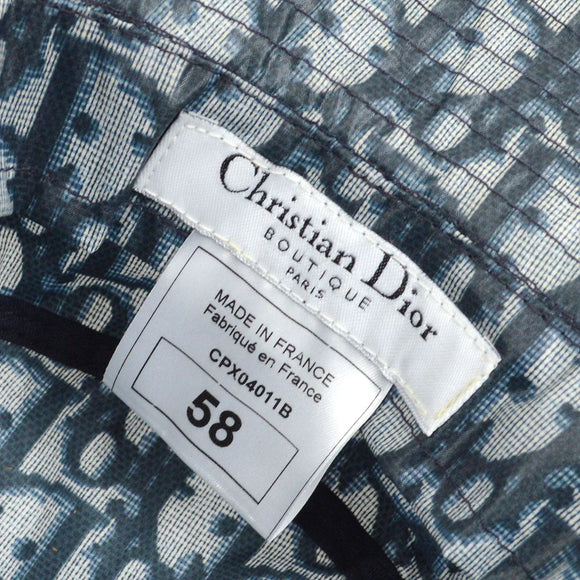 Christian Dior
BOUTIQUE
PARIS
MADE IN FRANCE
Fabriqué en France
CPX04011B
58